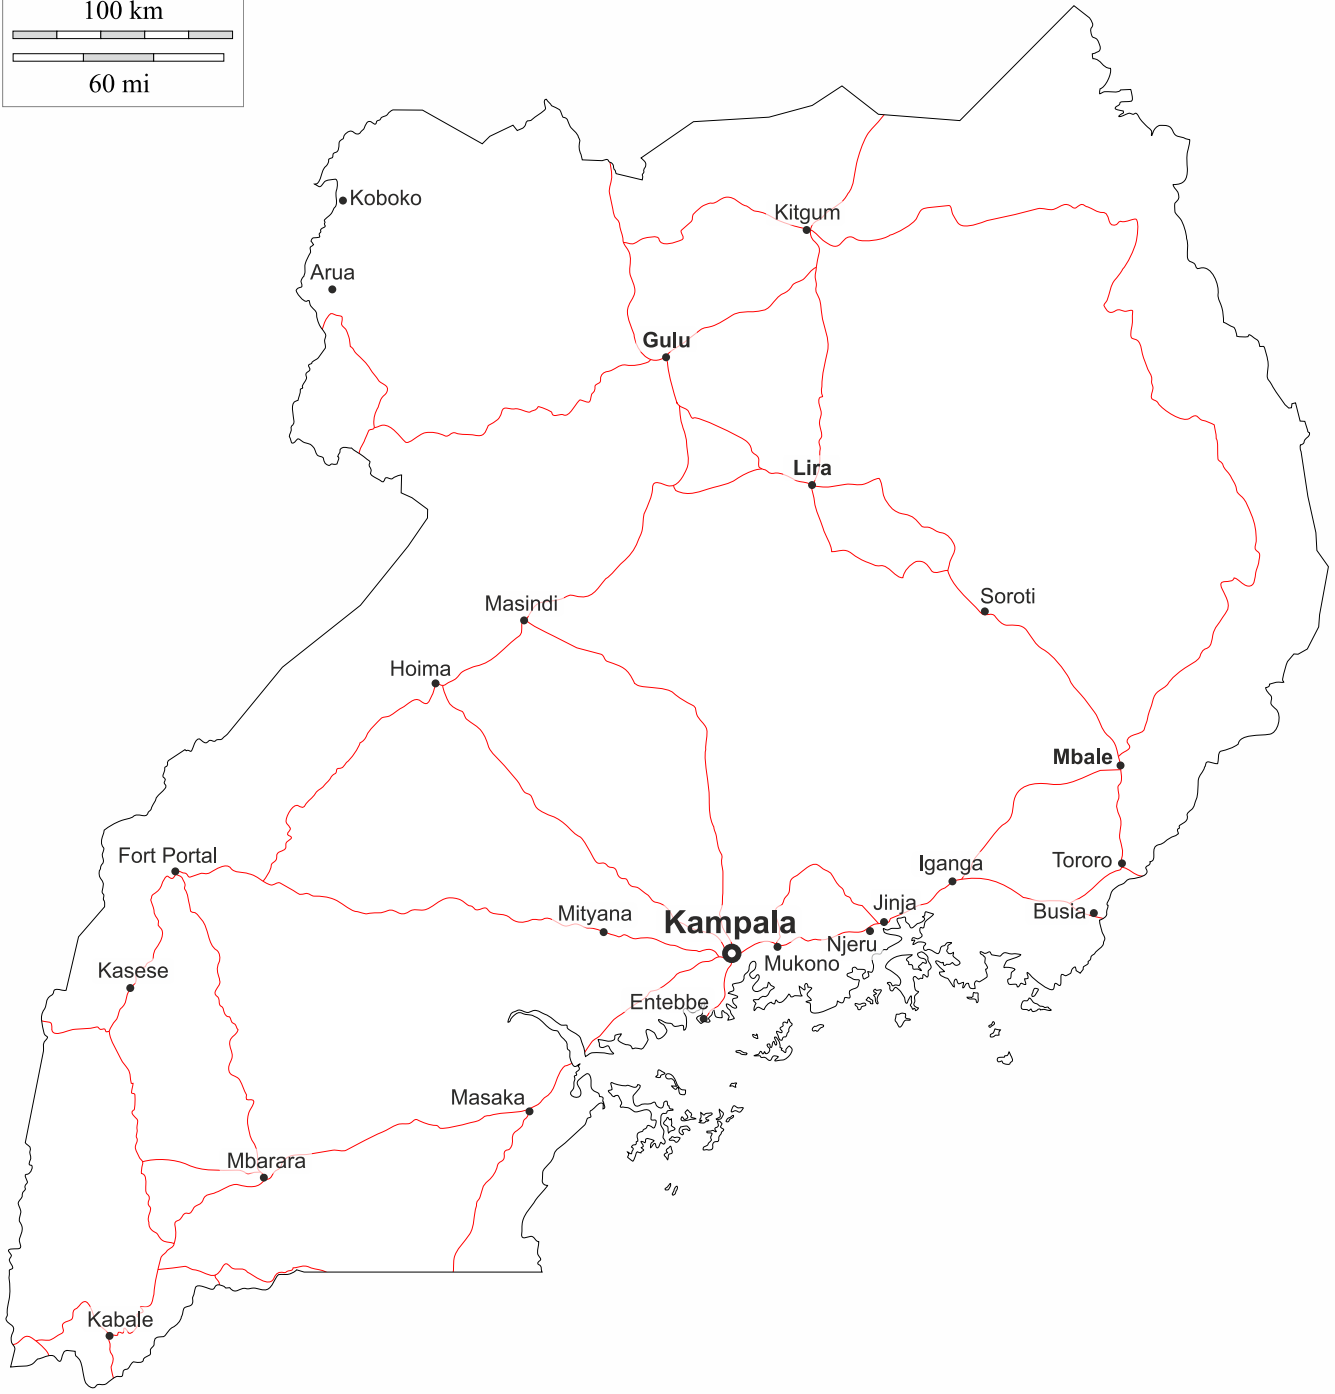 100 km
60 mi
Koboko
Kitgum
Arua
Gulu
Lira
Soroti
Masindi
Hoima
Mbale
Fort Portal
Iganga
Tororo
Jinja
Busia
Mityana
Kampala
Njeru
Mukono
Kasese
Entebbe
Masaka
Mbarara
Kabale